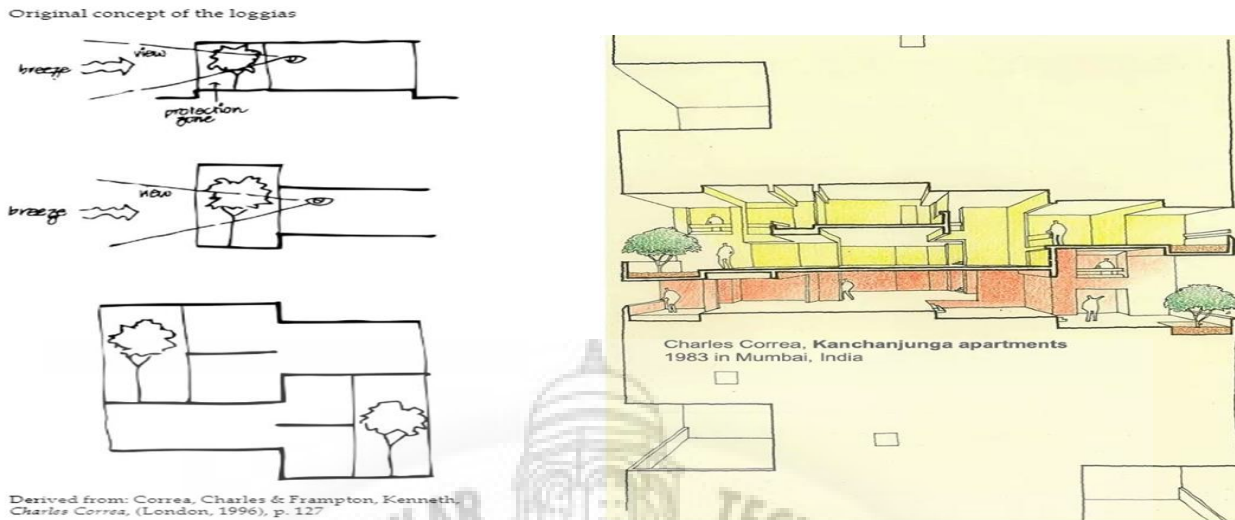 Original concept of the loggias
view
breeze
protection
zone
view
breeze
Derived from: Correa, Charles & Frampton, Kenneth,
Charles Correa, (London, 1996), p. 127
Charles Correa, Kanchanjunga apartments
1983 in Mumbai, India